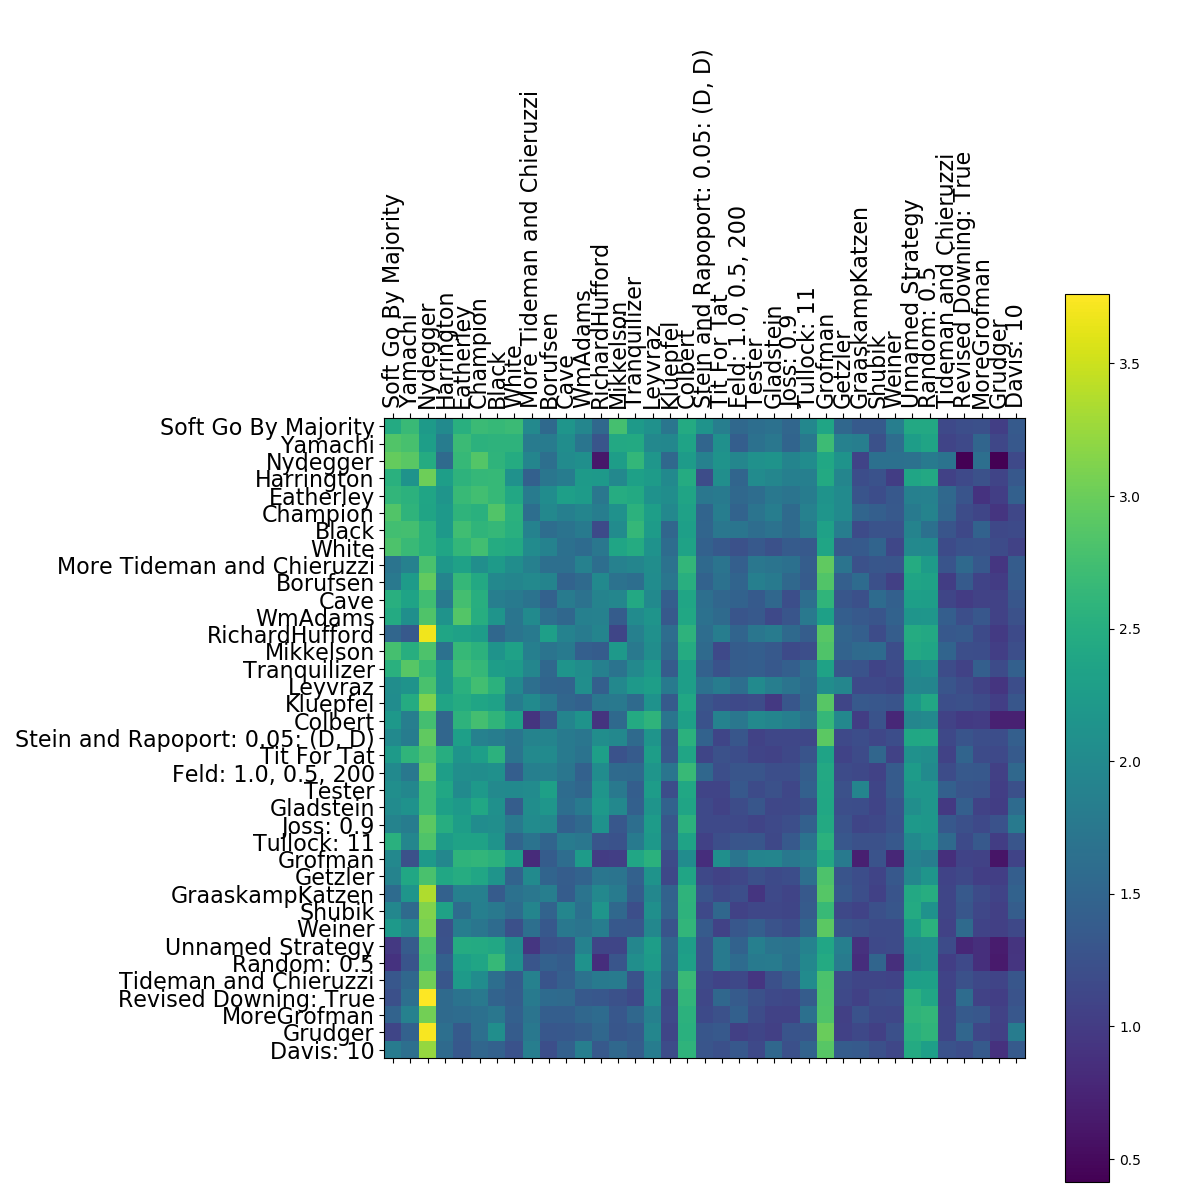 Soft Go By Majority
Yamachi
Nydegger
Harrington
Eatherley
Champion
Black
White
More Tideman and Chieruzzi
Borufsen
Cave
WmAdams
RichardHufford
Mikkelson
Tranquilizer
Leyvraz
Kluepfel
Colbert
Stein and Rapoport: 0.05: (D, D)
Tit For Tat
Feld: 1.0, 0.5, 200
Tester
Gladstein
Joss: 0.9
Tullock: 11
Grofman
Getzler
GraaskampKatzen
Shubik
Weiner
Unnamed Strategy
Random: 0.5
Tideman and Chieruzzi
Revised Downing: True
MoreGrofman
Grudger
Davis: 10
Soft Go By Majority
Yamachi
Nydegger
Harrington
Eatherley
Champion
Black
White
More Tideman and Chieruzzi
Borufsen
Cave
WmAdams
RichardHufford
Mikkelson
Tranquilizer
Leyvraz
Kluepfel
Colbert
Stein and Rapoport: 0.05: (D, D)
Tit For Tat
Feld: 1.0, 0.5, 200
Tester
Gladstein
Joss: 0.9
Tullock: 11
Grofman
Getzler
GraaskampKatzen
Shubik
Weiner
Unnamed Strategy
Random: 0.5
Tideman and Chieruzzi
Revised Downing: True
MoreGrofman
Grudger
Davis: 10
3.5
3.0
2.5
2.0
1.5
1.0
0.5